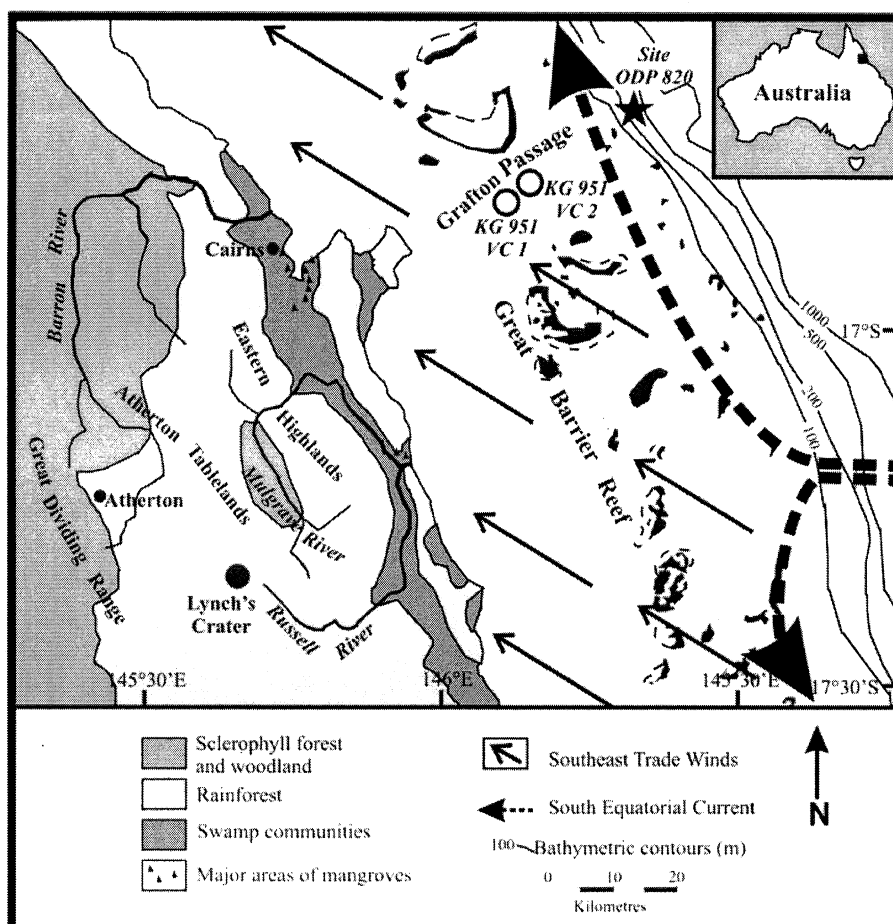 Site
ODP 820
Australia
Grafton Passage
KG 951
VC 2
KG 951
VC 1
Barron River
Cairns
Eastern
Highlands
Great Barrier Reef
1000
500
200
100
17°S
Atherton Tablelands
Mulgrave River
Great Dividing Range
Atherton
Lynch's
Crater
Russell River
145°30'E
146°E
145°30'E
17°30'S
Sclerophyll forest
and woodland
Rainforest
Swamp communities
Major areas of mangroves
Southeast Trade Winds
South Equatorial Current
100
Bathymetric contours (m)
0 10 20
Kilometres
N